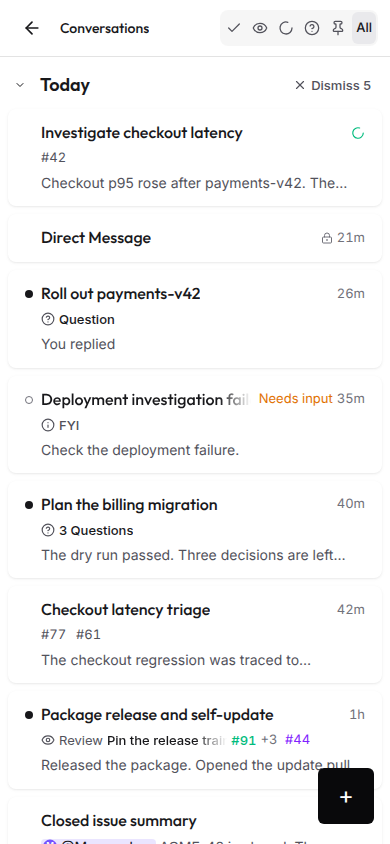 Conversations
All
Today
Dismiss 5
Investigate checkout latency
#42
Checkout p95 rose after payments-v42. The...
Direct Message
21m
Roll out payments-v42
26m
Question
You replied
Deployment investigation fail
Needs input 35m
FYI
Check the deployment failure.
Plan the billing migration
40m
3 Questions
The dry run passed. Three decisions are left...
Checkout latency triage
42m
#77 #61
The checkout regression was traced to...
Package release and self-update
1h
Review Pin the release trai #91 +3 #44
Released the package. Opened the update pull
+
Closed issue summary